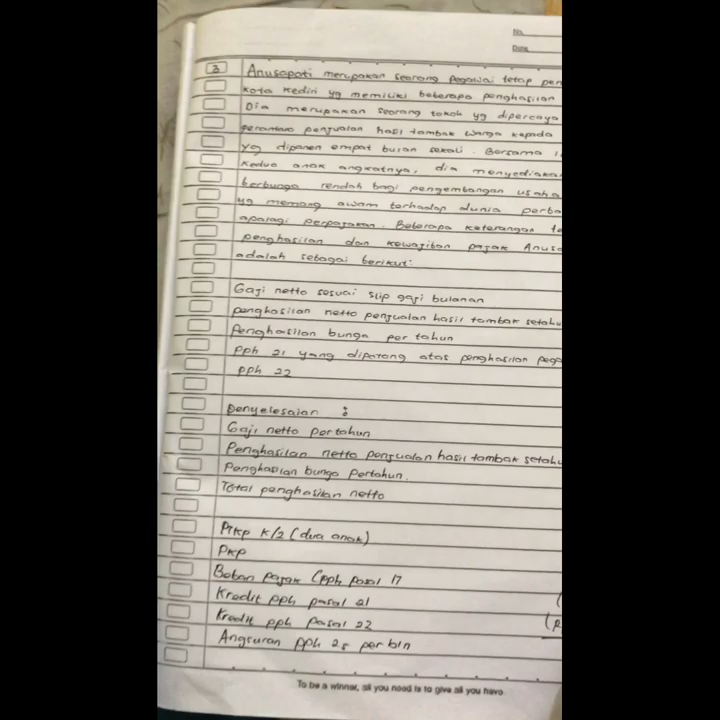 No.
Date
3 Anusapati merupakan seorang pegawai tetap pem
kota kediri yg memiliki beberapa penghasilan
Dia merupakan seorang tokoh yg dipercaya
perantara penjualan hasil tambak warga kepada
yg dipanen empat bulan sekali. Bersama i
kedua anak angkatnya, dia menyediakan
berbunga rendah bagi pengembangan usaha
yg memang awam terhadap dunia perba
apalagi perpajakan. Beberapa keterangan te
penghasilan dan kewajiban pajak Anusa
adalah sebagai berikut:
Gaji netto sesuai slip gaji bulanan
penghasilan netto penjualan hasil tambak setahu
Penghasilan bunga per tahun
pph 21 yang dipotong atas penghasilan pega
pph 22
Penyelesaian :
Gaji netto pertahun
Penghasilan netto penjualan hasil tambak setahu
Penghasilan bunga Pertahun.
Total penghasilan netto
PTKP K/2 (dua anak)
PKP
Beban pajak (pph pasal 17
Kredit pph pasal 21 (
Kredit pph pasal 22 (R
Angsuran pph 25 per bln
To be a winner, all you need is to give all you have